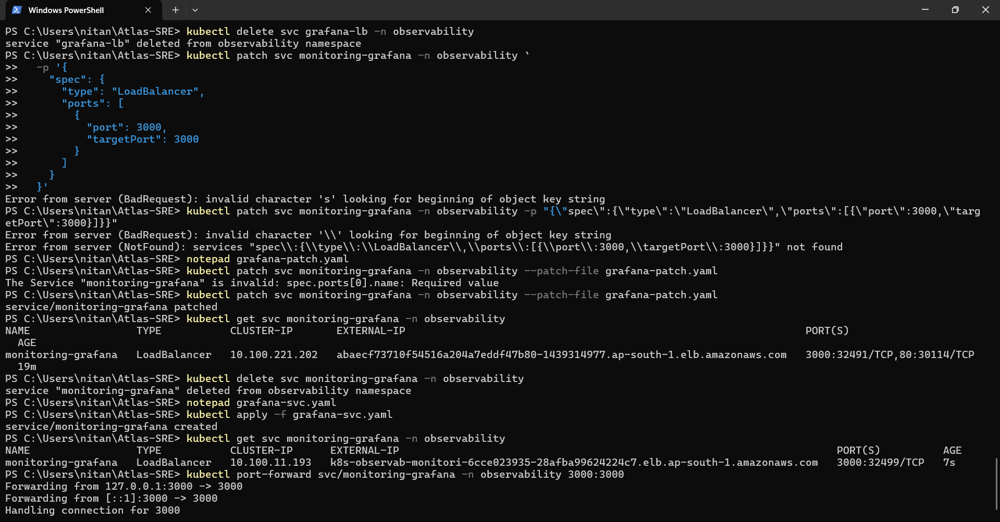 Windows PowerShell
PS C:\Users\nitan\Atlas-SRE> kubectl delete svc grafana-lb -n observability
service "grafana-lb" deleted from observability namespace
PS C:\Users\nitan\Atlas-SRE> kubectl patch svc monitoring-grafana -n observability `
>>   -p '{
>>     "spec": {
>>       "type": "LoadBalancer",
>>       "ports": [
>>         {
>>           "port": 3000,
>>           "targetPort": 3000
>>         }
>>       ]
>>     }
>>   }'
Error from server (BadRequest): invalid character 's' looking for beginning of object key string
PS C:\Users\nitan\Atlas-SRE> kubectl patch svc monitoring-grafana -n observability -p "{\"spec\":{\"type\":\"LoadBalancer\",\"ports\":[{\"port\":3000,\"targ
etPort\":3000}]}}"
Error from server (BadRequest): invalid character '\\' looking for beginning of object key string
Error from server (NotFound): services "spec\\:{\\type\\:\\LoadBalancer\\,\\ports\\:[{\\port\\:3000,\\targetPort\\:3000}]}}" not found
PS C:\Users\nitan\Atlas-SRE> notepad grafana-patch.yaml
PS C:\Users\nitan\Atlas-SRE> kubectl patch svc monitoring-grafana -n observability --patch-file grafana-patch.yaml
The Service "monitoring-grafana" is invalid: spec.ports[0].name: Required value
PS C:\Users\nitan\Atlas-SRE> kubectl patch svc monitoring-grafana -n observability --patch-file grafana-patch.yaml
service/monitoring-grafana patched
PS C:\Users\nitan\Atlas-SRE> kubectl get svc monitoring-grafana -n observability
NAME                 TYPE           CLUSTER-IP       EXTERNAL-IP                                                                PORT(S)
  AGE
monitoring-grafana   LoadBalancer   10.100.221.202   abaecf73710f54516a204a7eddf47b80-1439314977.ap-south-1.elb.amazonaws.com   3000:32491/TCP,80:30114/TCP
  19m
PS C:\Users\nitan\Atlas-SRE> kubectl delete svc monitoring-grafana -n observability
service "monitoring-grafana" deleted from observability namespace
PS C:\Users\nitan\Atlas-SRE> notepad grafana-svc.yaml
PS C:\Users\nitan\Atlas-SRE> kubectl apply -f grafana-svc.yaml
service/monitoring-grafana created
PS C:\Users\nitan\Atlas-SRE> kubectl get svc monitoring-grafana -n observability
NAME                 TYPE           CLUSTER-IP      EXTERNAL-IP                                                                      PORT(S)          AGE
monitoring-grafana   LoadBalancer   10.100.11.193   k8s-observab-monitori-6cce023935-28afba99624224c7.elb.ap-south-1.amazonaws.com   3000:32499/TCP   7s
PS C:\Users\nitan\Atlas-SRE> kubectl port-forward svc/monitoring-grafana -n observability 3000:3000
Forwarding from 127.0.0.1:3000 -> 3000
Forwarding from [::1]:3000 -> 3000
Handling connection for 3000